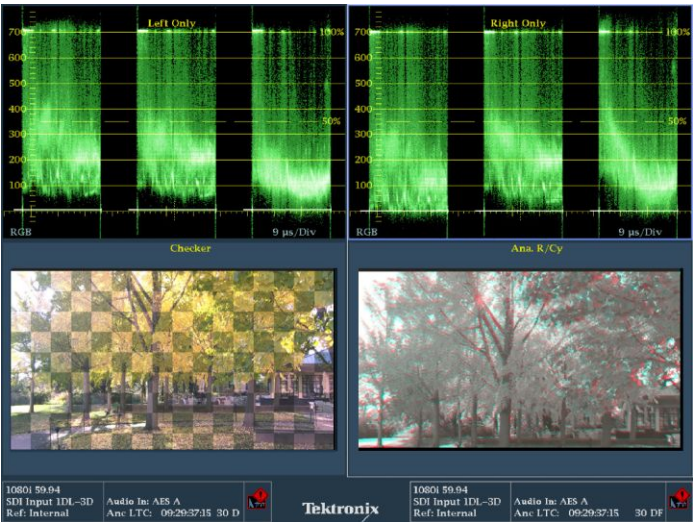 Left Only
700
600
500
400
300
200
100
100%
50%
RGB
9 µs/Div
Right Only
700
600
500
400
300
200
100
100%
50%
RGB
9 µs/Div
Checker
Ana. R/Cy
1080i 59.94
SDI Input 1DL-3D
Ref: Internal
Audio In: AES A
Anc LTC: 09:29:37:15 30 D
Tektronix
1080i 59.94
SDI Input 1DL-3D
Ref: Internal
Audio In: AES A
Anc LTC: 09:29:37:15 30 DF